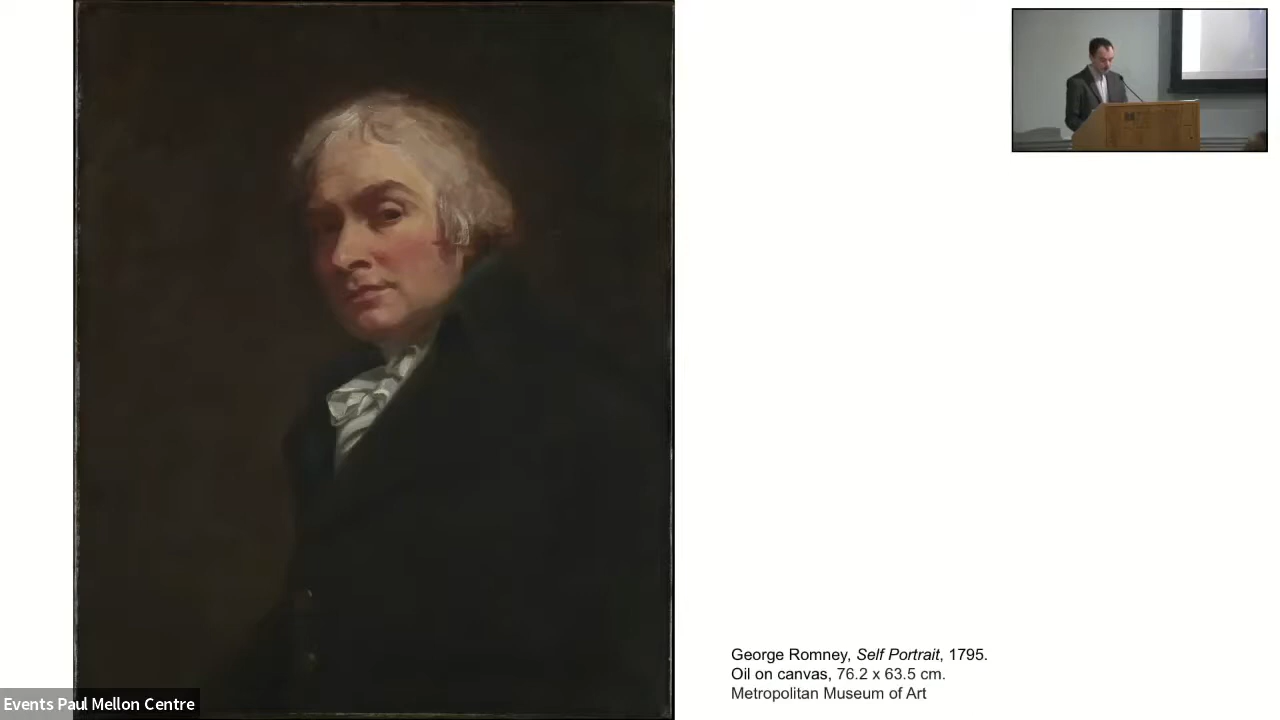 George Romney, Self Portrait, 1795.
Oil on canvas, 76.2 x 63.5 cm.
Metropolitan Museum of Art
Events Paul Mellon Centre